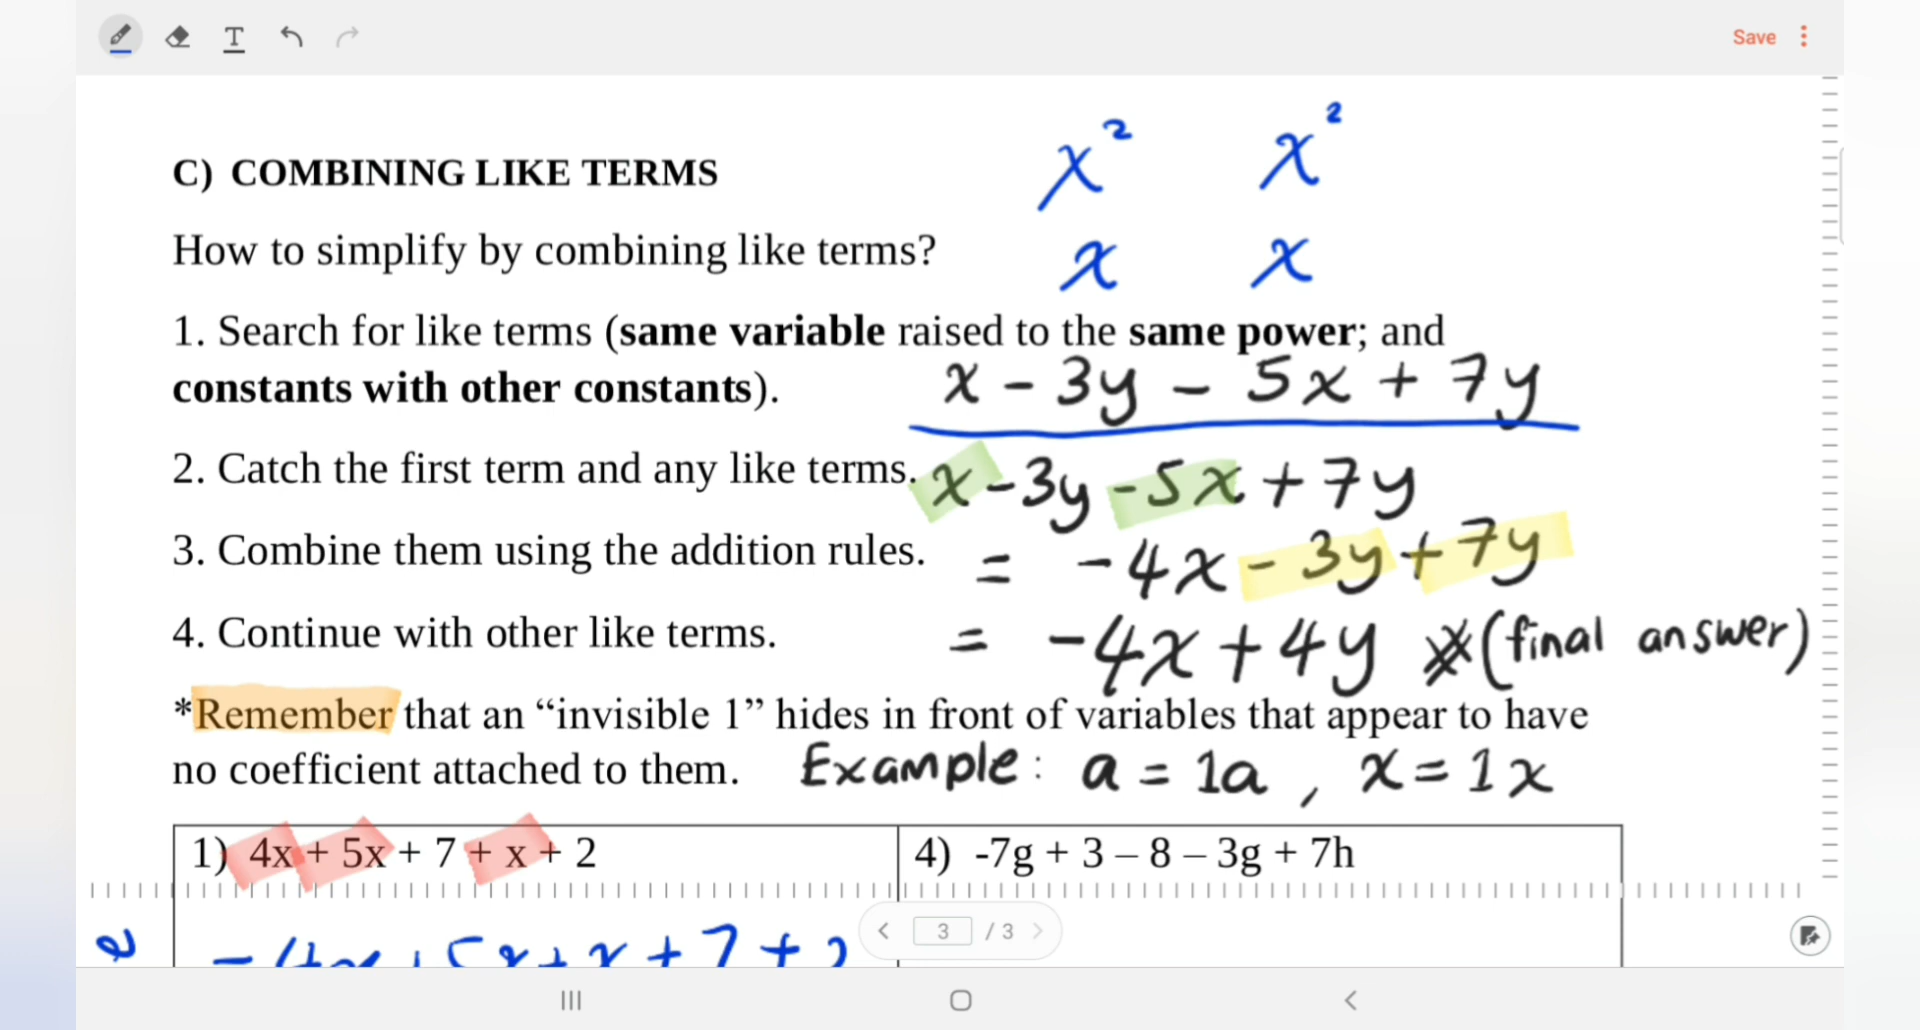 Save
x² x²
C) COMBINING LIKE TERMS
How to simplify by combining like terms?
x x
1. Search for like terms (same variable raised to the same power; and
constants with other constants).
x - 3y - 5x + 7y
2. Catch the first term and any like terms.
x - 3y - 5x + 7y
3. Combine them using the addition rules.
= -4x - 3y + 7y
4. Continue with other like terms.
= -4x + 4y (final answer)
*Remember that an “invisible 1” hides in front of variables that appear to have
no coefficient attached to them.
Example: a = 1a , x = 1x
1) 4x + 5x + 7 + x + 2
4) -7g + 3 – 8 – 3g + 7h
3 / 3